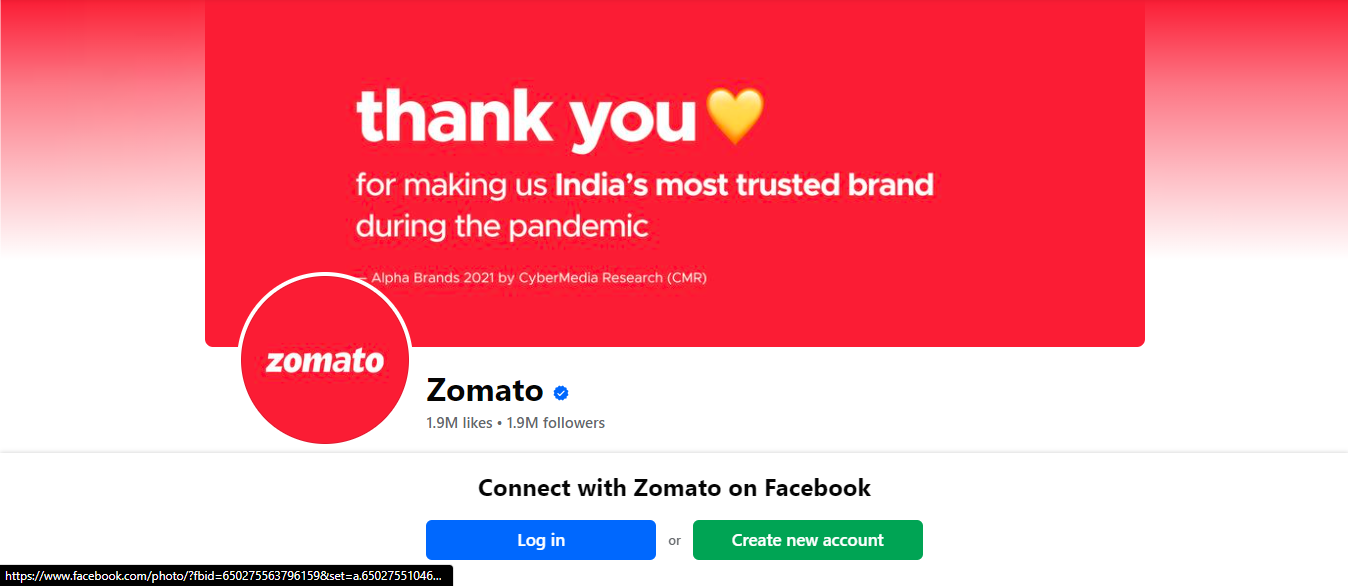 thank you💛
for making us India's most trusted brand
during the pandemic
— Alpha Brands 2021 by CyberMedia Research (CMR)
zomato
Zomato
1.9M likes • 1.9M followers
Connect with Zomato on Facebook
Log in or Create new account
https://www.facebook.com/photo/?fbid=650275563796159&set=a.65027551046...